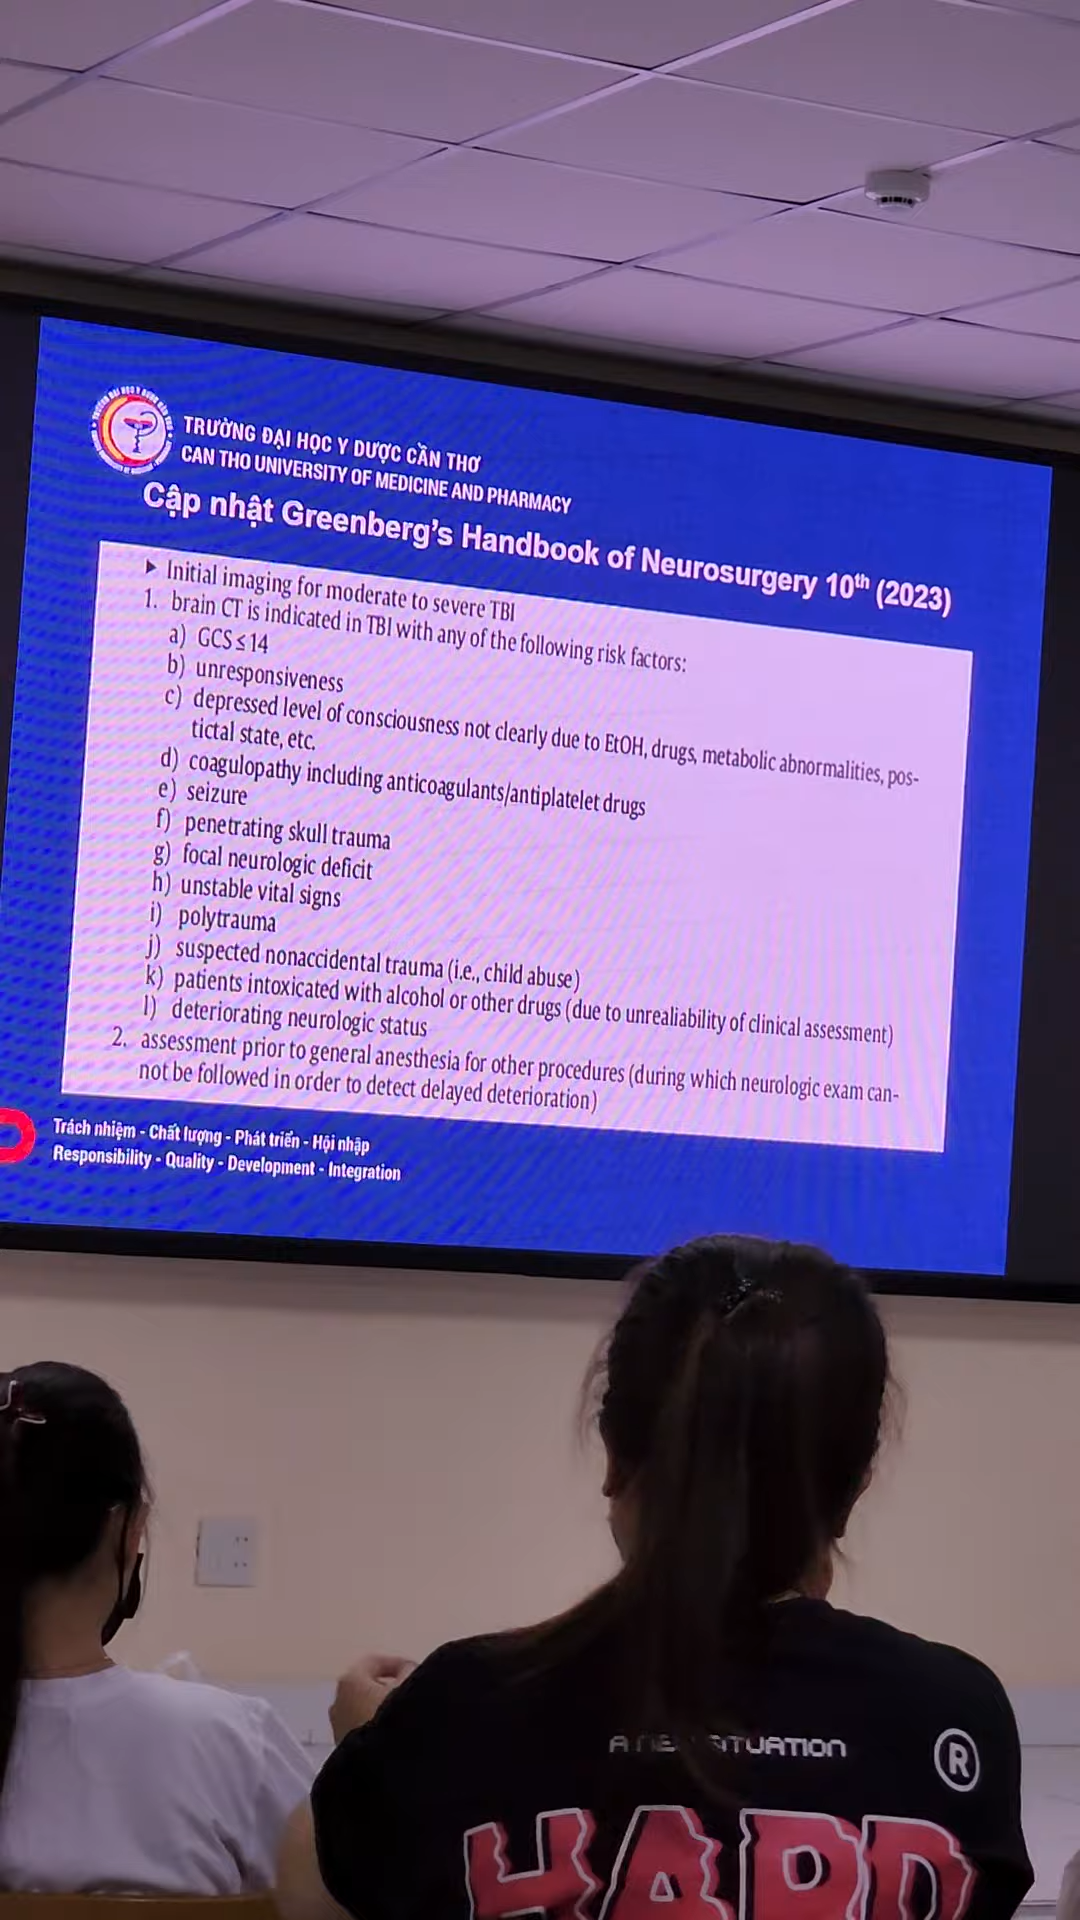 TRƯỜNG ĐẠI HỌC Y DƯỢC CẦN THƠ
CAN THO UNIVERSITY OF MEDICINE AND PHARMACY
Cập nhật Greenberg's Handbook of Neurosurgery 10th (2023)
► Initial imaging for moderate to severe TBI
1. brain CT is indicated in TBI with any of the following risk factors:
a) GCS ≤ 14
b) unresponsiveness
c) depressed level of consciousness not clearly due to EtOH, drugs, metabolic abnormalities, pos-
tictal state, etc.
d) coagulopathy including anticoagulants/antiplatelet drugs
e) seizure
f) penetrating skull trauma
g) focal neurologic deficit
h) unstable vital signs
i) polytrauma
j) suspected nonaccidental trauma (i.e., child abuse)
k) patients intoxicated with alcohol or other drugs (due to unrealiability of clinical assessment)
l) deteriorating neurologic status
2. assessment prior to general anesthesia for other procedures (during which neurologic exam can-
not be followed in order to detect delayed deterioration)
Trách nhiệm - Chất lượng - Phát triển - Hội nhập
Responsibility - Quality - Development - Integration
A SITUATION
®
HARD